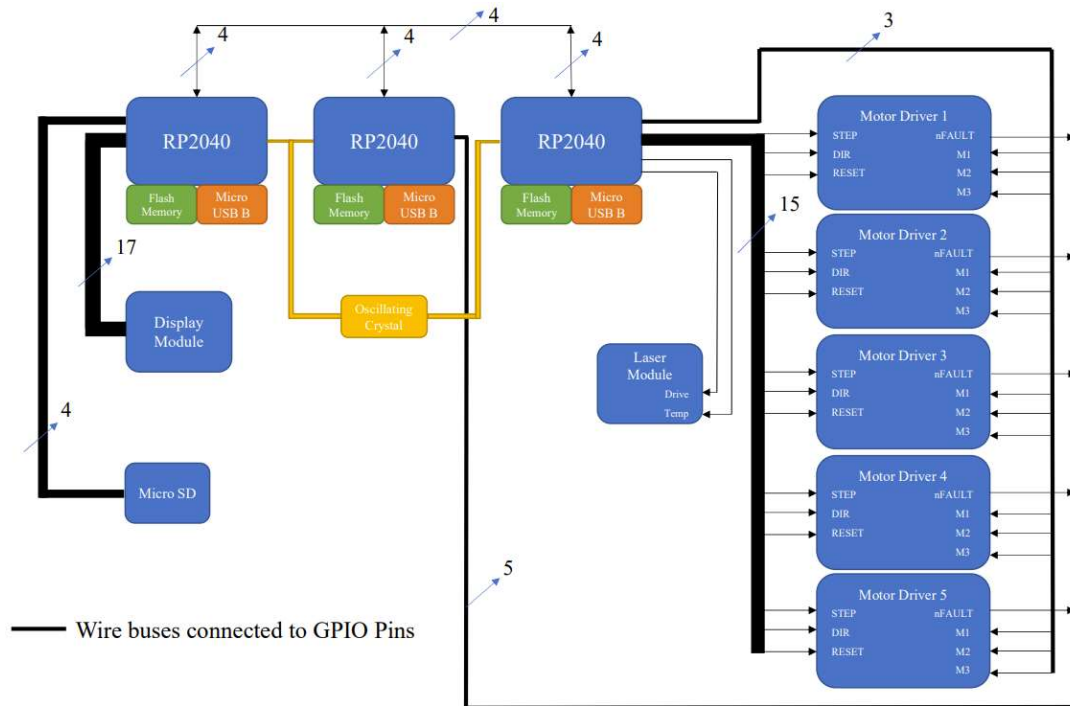 4
3
4
4
4
RP2040
RP2040
RP2040
Flash
Memory
Micro
USB B
Flash
Memory
Micro
USB B
Flash
Memory
Micro
USB B
17
15
4
5
Display
Module
Micro SD
Oscillating
Crystal
Laser
Module
Drive
Temp
Motor Driver 1
STEP nFAULT
DIR M1
RESET M2
M3
Motor Driver 2
STEP nFAULT
DIR M1
RESET M2
M3
Motor Driver 3
STEP nFAULT
DIR M1
RESET M2
M3
Motor Driver 4
STEP nFAULT
DIR M1
RESET M2
M3
Motor Driver 5
STEP nFAULT
DIR M1
RESET M2
M3
Wire buses connected to GPIO Pins